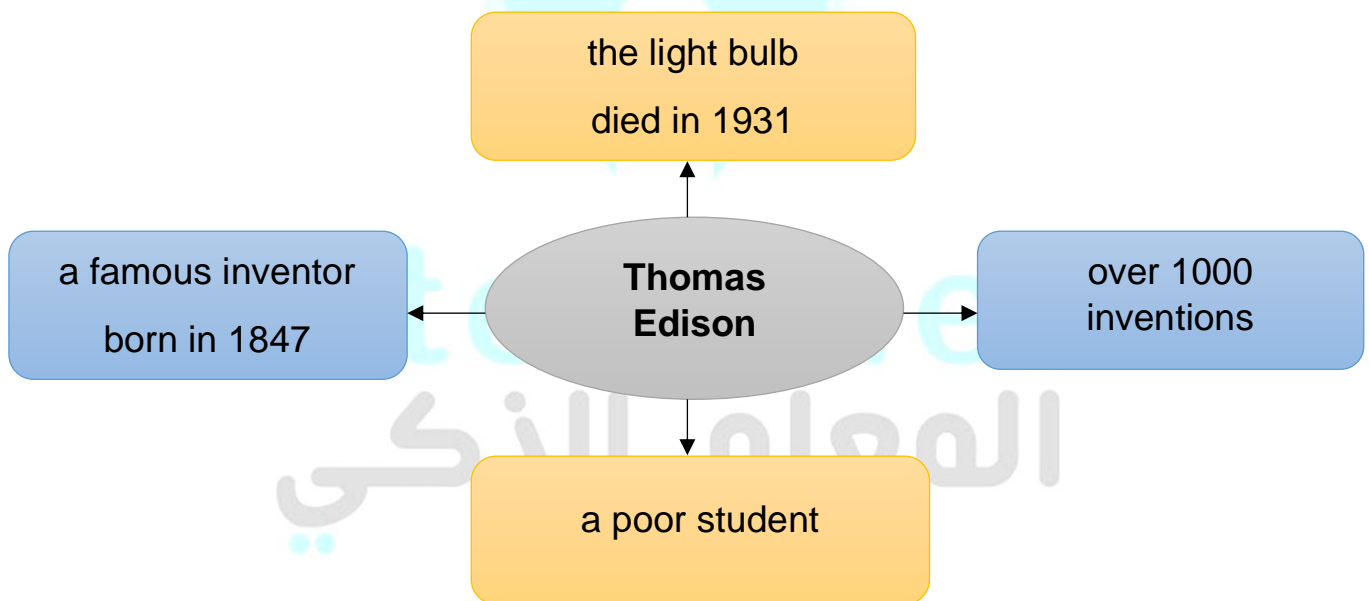 the light bulb
died in 1931
a famous inventor
born in 1847
Thomas
Edison
over 1000
inventions
المعلم الذكي
a poor student